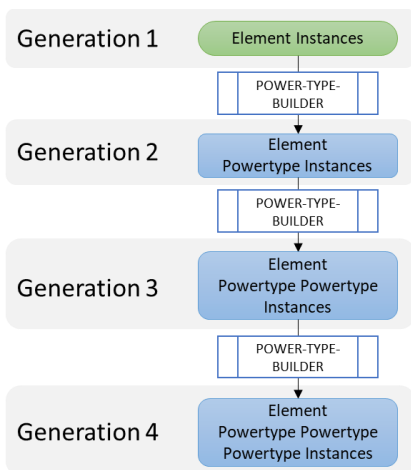 Generation 1
Element Instances
POWER-TYPE-
BUILDER
Generation 2
Element
Powertype Instances
POWER-TYPE-
BUILDER
Generation 3
Element
Powertype Powertype
Instances
POWER-TYPE-
BUILDER
Generation 4
Element
Powertype Powertype
Powertype Instances